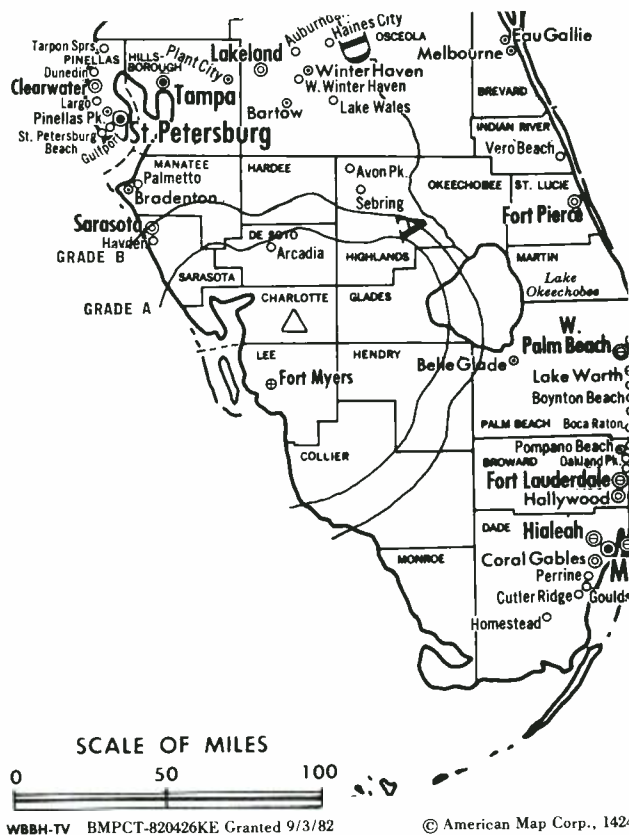 Auburnd
Haines City
OSCEOLA
Eau Gallie
Tarpon Sprs.
PINELLAS
Dunedin
HILLS-
BOROUGH
Plant City
Lakeland
Melbourne
Clearwater
Winter Haven
W. Winter Haven
BREVARD
Largo
Tampa
Bartow
Lake Wales
Pinellas Pk.
INDIAN RIVER
St. Petersburg
St. Petersburg
Beach
Gulfport
Vero Beach
MANATEE
HARDEE
Avon Pk.
OKEECHOBEE
ST. LUCIE
Palmetto
Bradenton
Sebring
Fort Pierce
Sarasota
Hayden
DE SOTO
GRADE B
Arcadia
HIGHLANDS
MARTIN
SARASOTA
Lake
Okeechobee
GRADE A
CHARLOTTE
GLADES
W.
Palm Beach
LEE
HENDRY
Belle Glade
Fort Myers
Lake Worth
Boynton Beach
PALM BEACH
Boca Raton
COLLIER
Pompano Beach
BROWARD
Oakland Pk.
Fort Lauderdale
Hallywood
DADE
Hialeah
MONROE
Coral Gables
M
Perrine
Cutler Ridge
Goulds
Homestead
SCALE OF MILES
0 50 100
WBBH-TV BMPCT-820426KE Granted 9/3/82
© American Map Corp., 1424